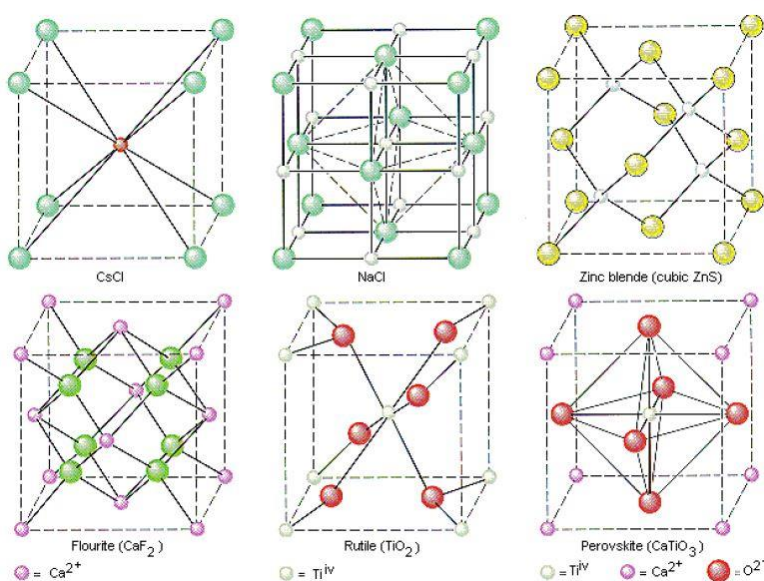 CsCl
NaCl
Zinc blende (cubic ZnS)
Flourite (CaF₂)
Rutile (TiO₂)
Perovskite (CaTiO₃)
= Ca²⁺
= Tiⁱᵛ
= Tiⁱᵛ
= Ca²⁺
= O²⁻